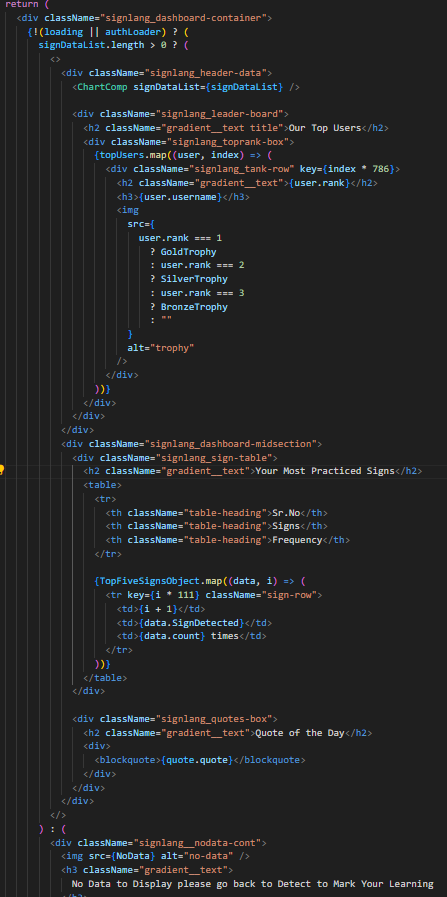 return (
<div className="signlang_dashboard-container">
{!(loading || authLoader) ? (
signDataList.length > 0 ? (
<>
<div className="signlang_header-data">
<ChartComp signDataList={signDataList} />
<div className="signlang_leader-board">
<h2 className="gradient__text title">Our Top Users</h2>
<div className="signlang_toprank-box">
{topUsers.map((user, index) => (
<div className="signlang_tank-row" key={index * 786}>
<h2 className="gradient__text">{user.rank}</h2>
<h3>{user.username}</h3>
<img
src={
user.rank === 1
? GoldTrophy
: user.rank === 2
? SilverTrophy
: user.rank === 3
? BronzeTrophy
: ""
}
alt="trophy"
/>
</div>
))}
</div>
</div>
</div>
<div className="signlang_dashboard-midsection">
<div className="signlang_sign-table">
<h2 className="gradient__text">Your Most Practiced Signs</h2>
<table>
<tr>
<th className="table-heading">Sr.No</th>
<th className="table-heading">Signs</th>
<th className="table-heading">Frequency</th>
</tr>
{TopFiveSignsObject.map((data, i) => (
<tr key={i * 111} className="sign-row">
<td>{i + 1}</td>
<td>{data.SignDetected}</td>
<td>{data.count} times</td>
</tr>
))}
</table>
</div>
<div className="signlang_quotes-box">
<h2 className="gradient__text">Quote of the Day</h2>
<div>
<blockquote>{quote.quote}</blockquote>
</div>
</div>
</div>
</>
) : (
<div className="signlang__nodata-cont">
<img src={NoData} alt="no-data" />
<h3 className="gradient__text">
No Data to Display please go back to Detect to Mark Your Learning